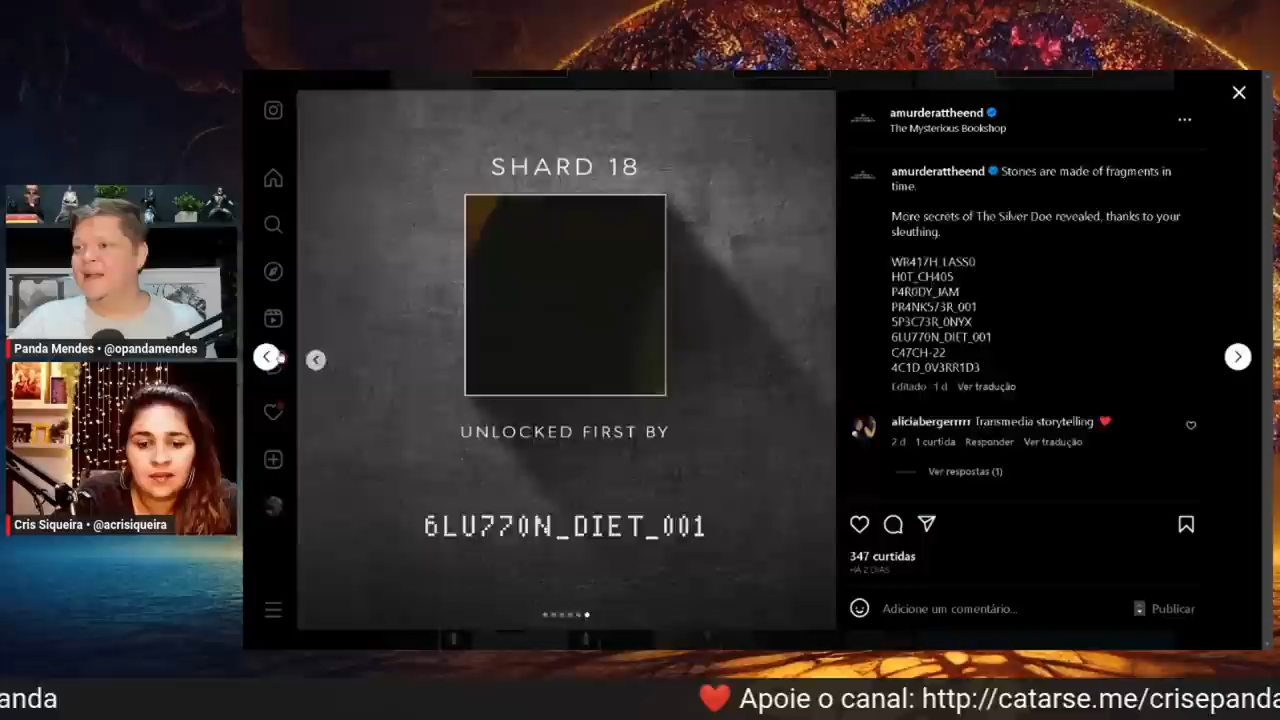 SHARD 18
UNLOCKED FIRST BY
6LU770N_DIET_001
amurderattheend
The Mysterious Bookshop
amurderattheend Stones are made of fragments in
time.
More secrets of The Silver Doe revealed, thanks to your
sleuthing.
WR417H_LASS0
H0T_CH405
P4R0DY_JAM
PR4NK573R_001
5P3C73R_0NYX
6LU770N_DIET_001
C47CH-22
4C1D_0V3RR1D3
Editado 1 d Ver tradução
aliciabergerrrrr Transmedia storytelling ❤️
2 d 1 curtida Responder Ver tradução
Ver respostas (1)
347 curtidas
HÁ 2 DIAS
Adicione um comentário... Publicar
Panda Mendes • @opandamendes
Cris Siqueira • @acrisiqueira
anda ❤️ Apoie o canal: http://catarse.me/crisepanda